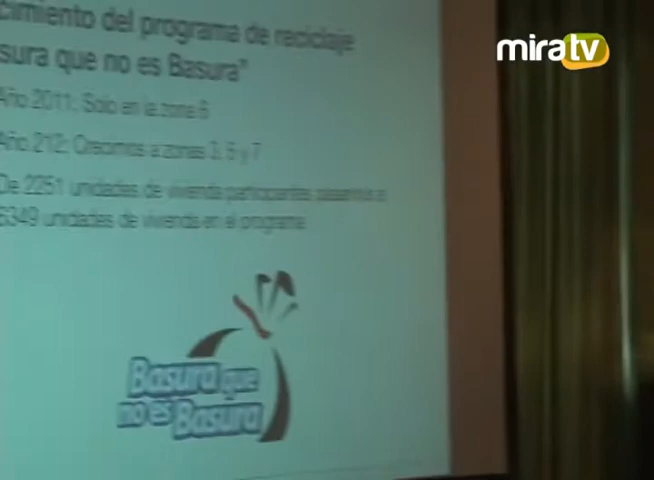 miratv
cimiento del programa de reciclaje
sura que no es Basura"
Año 2011: Solo en la zona 6
Año 212: Crecimos a zonas 3, 6 y 7
De 2251 unidades de vivienda participantes pasamos a
5349 unidades de vivienda en el programa
Basura que
no es Basura